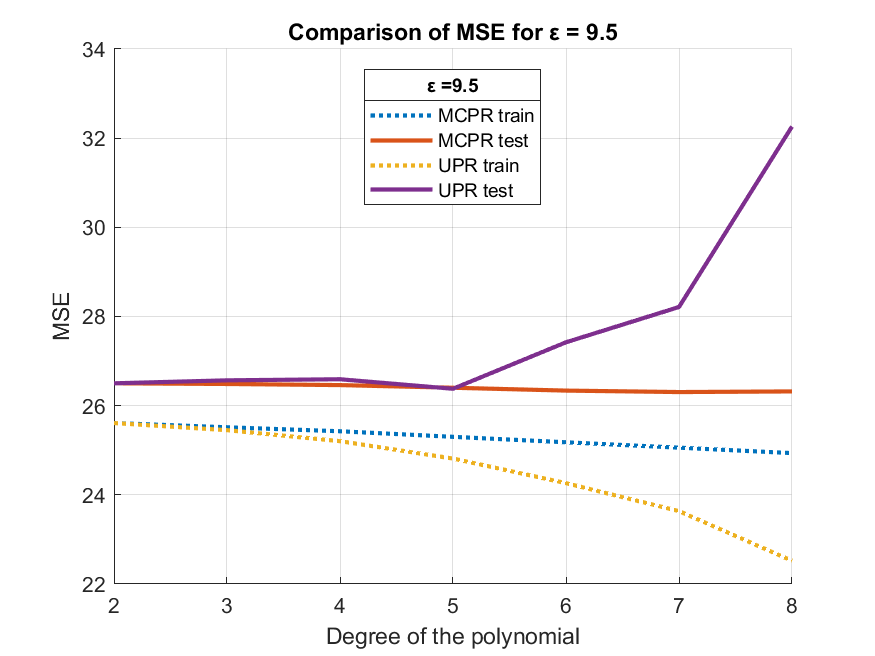 Comparison of MSE for ε = 9.5
34
32
30
28
26
24
22
MSE
ε =9.5
MCPR train
MCPR test
UPR train
UPR test
2 3 4 5 6 7 8
Degree of the polynomial